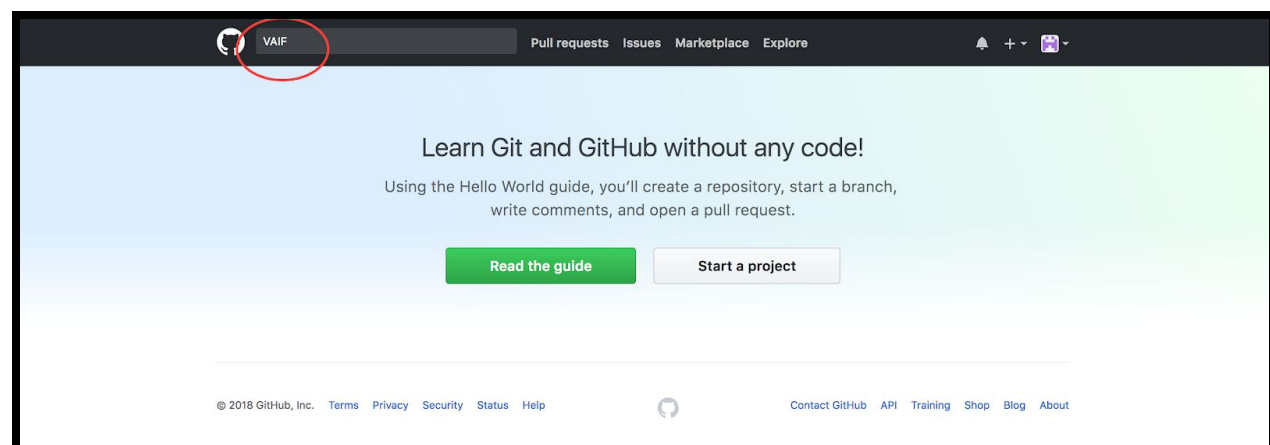 VAIF Pull requests Issues Marketplace Explore
Learn Git and GitHub without any code!
Using the Hello World guide, you'll create a repository, start a branch,
write comments, and open a pull request.
Read the guide Start a project
© 2018 GitHub, Inc. Terms Privacy Security Status Help Contact GitHub API Training Shop Blog About